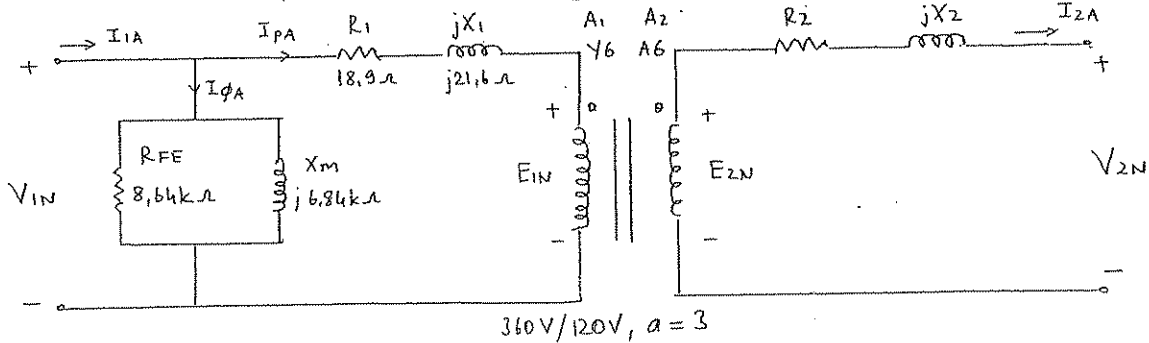 I1A IPA R1 jX1 A1 A2 R2 jX2 I2A
Y6 A6
+ 18,9Ω j21,6Ω +
IφA
+ +
RFE Xm
V1N 8,64kΩ j6,84kΩ E1N E2N V2N
- -
- -
360V/120V, a = 3